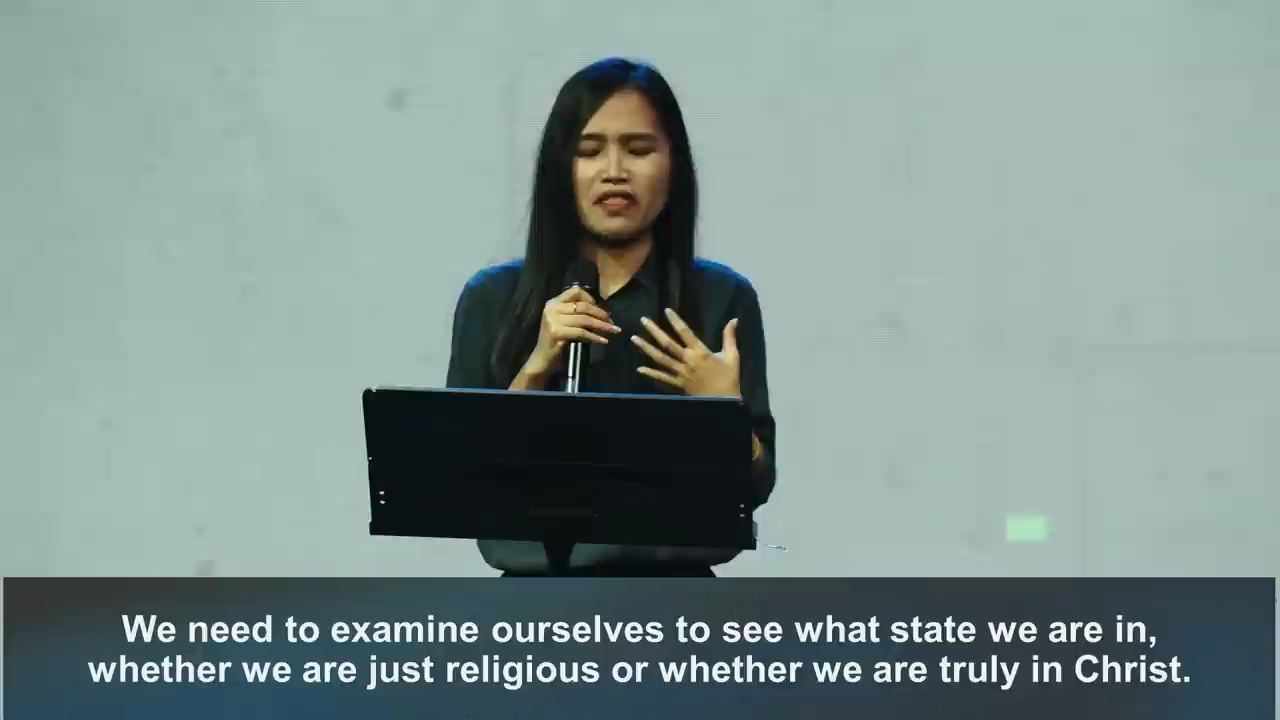 We need to examine ourselves to see what state we are in,
whether we are just religious or whether we are truly in Christ.